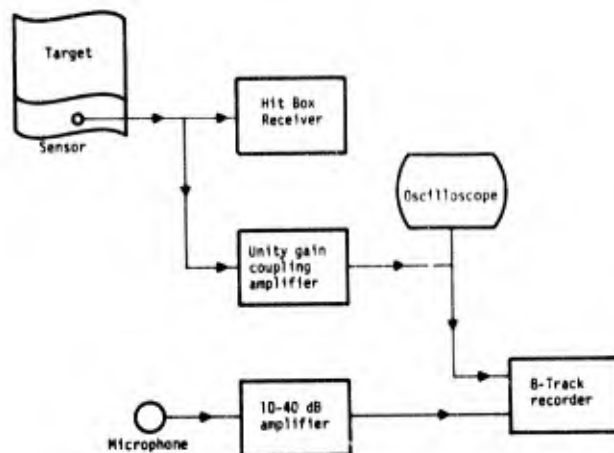 Target
Sensor
Hit Box
Receiver
Oscilloscope
Unity gain
coupling
amplifier
8-Track
recorder
10-40 dB
amplifier
Microphone